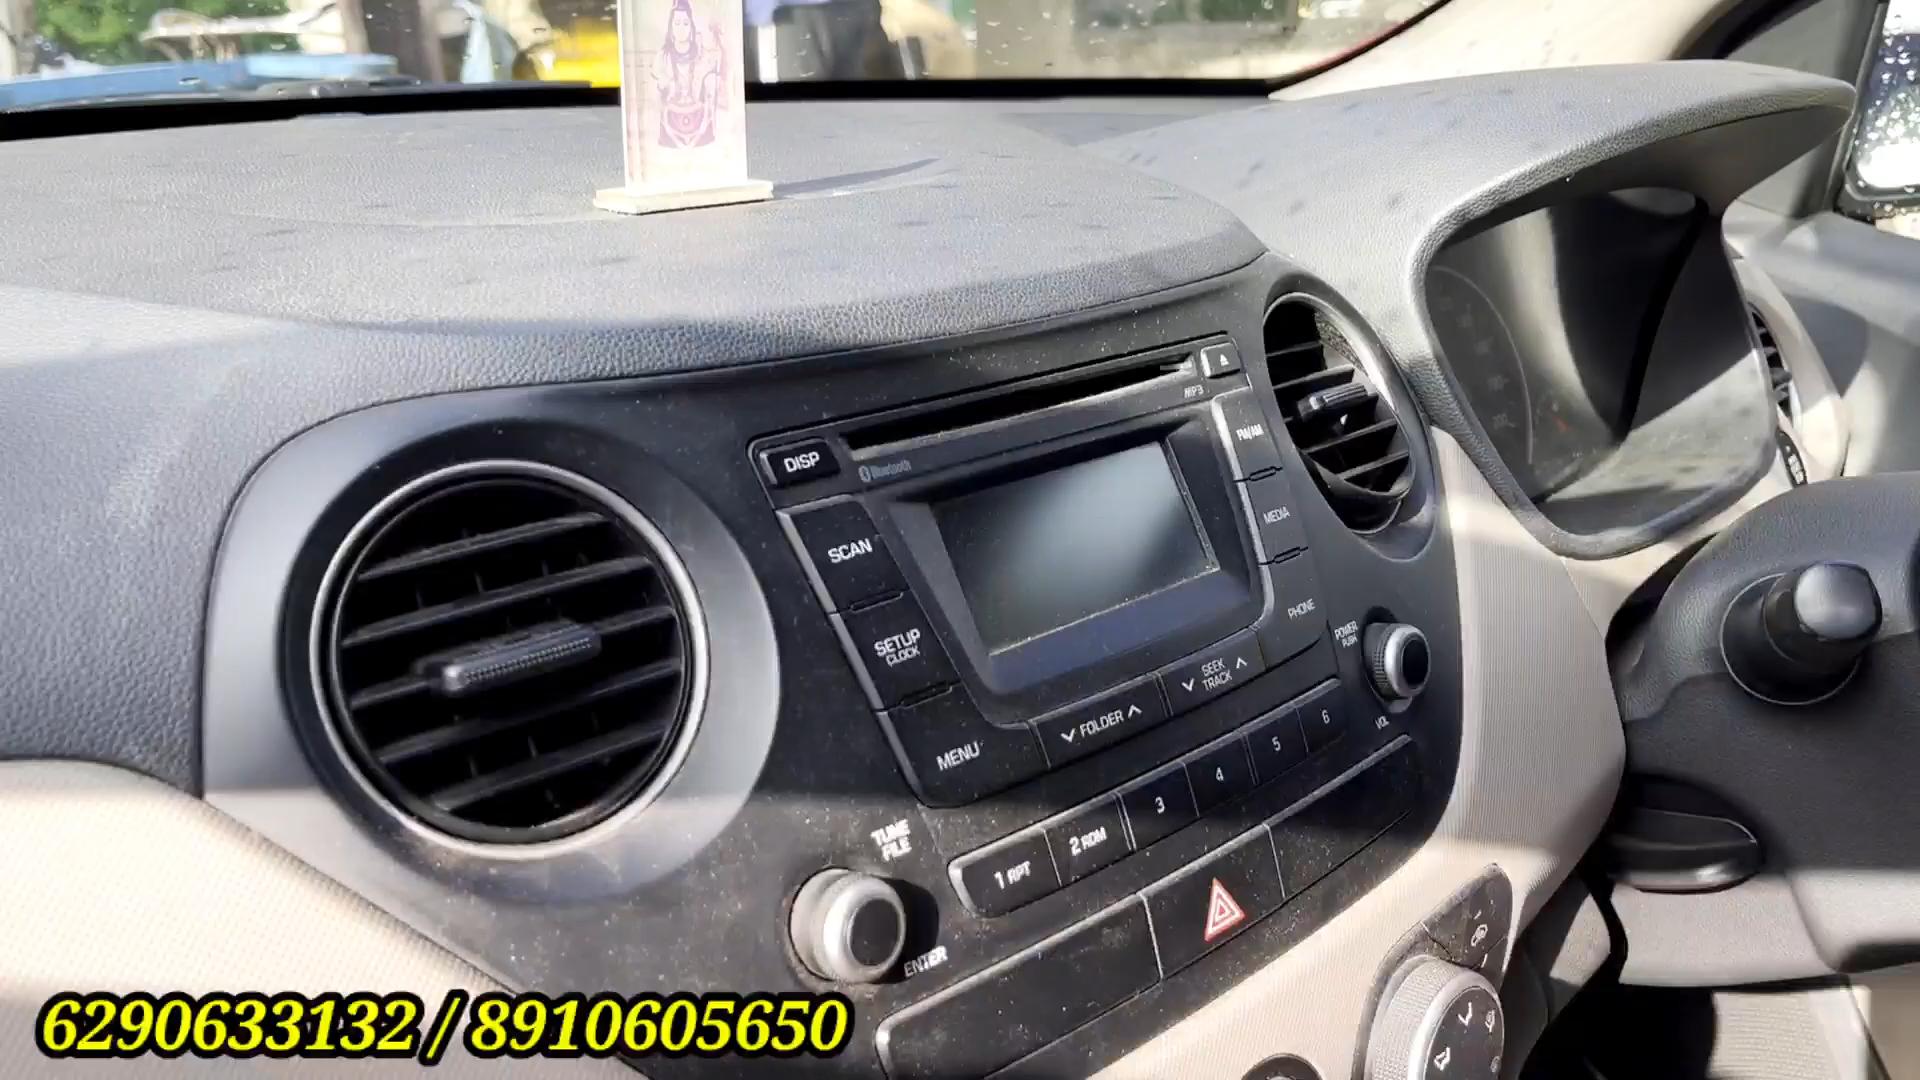 MP3
DISP
Bluetooth
FM/AM
SCAN
MEDIA
SETUP
CLOCK
PHONE
POWER
PUSH
SEEK
TRACK
FOLDER
MENU
VOL
1 RPT
2 RDM
3
4
5
6
TUNE
FILE
ENTER
6290633132 / 8910605650